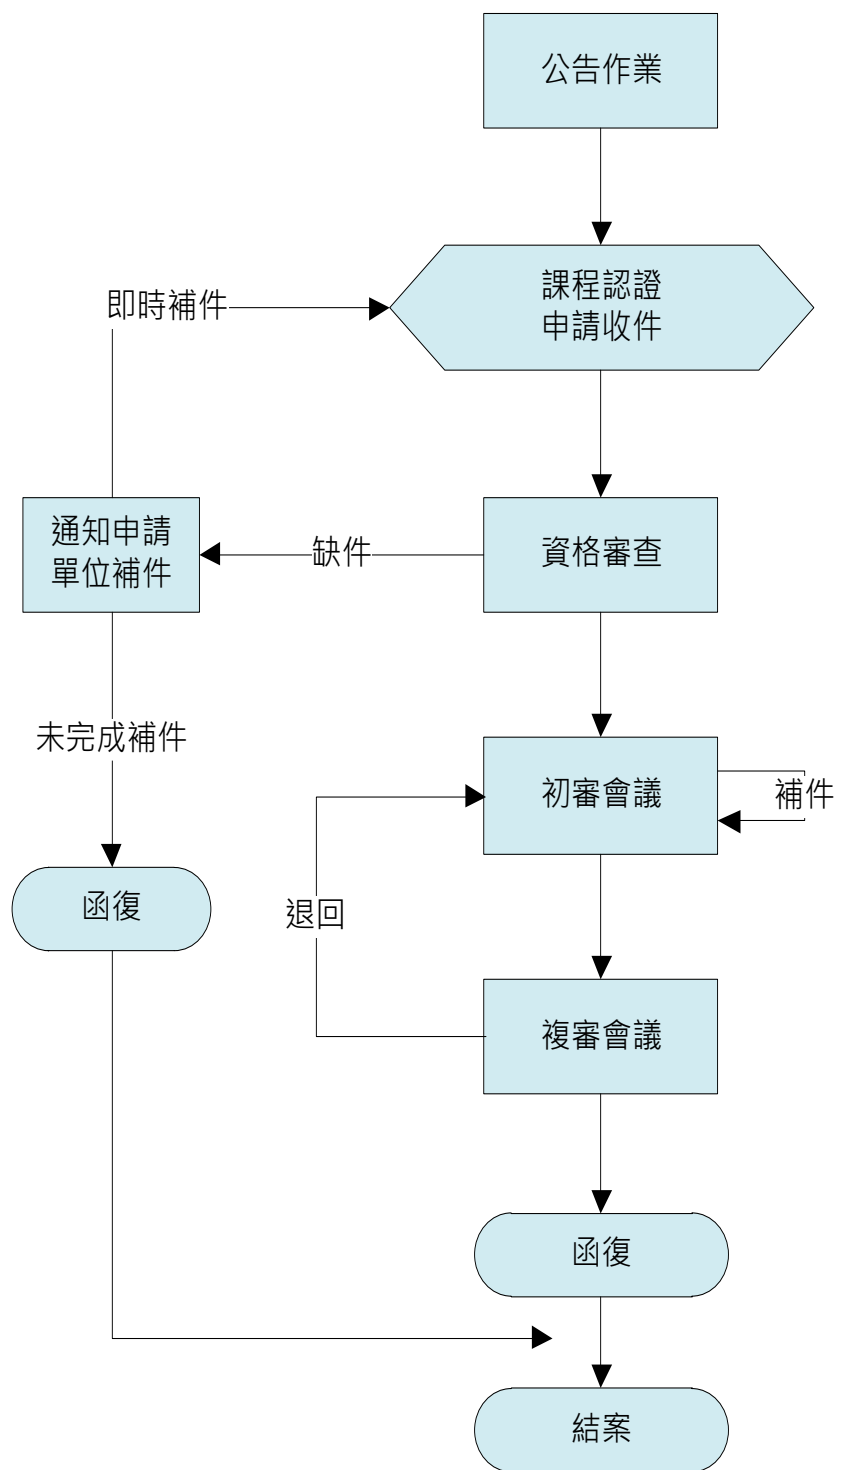 公告作業
課程認證
申請收件
即時補件
通知申請
單位補件
缺件
資格審查
未完成補件
初審會議
補件
函復
退回
複審會議
函復
結案